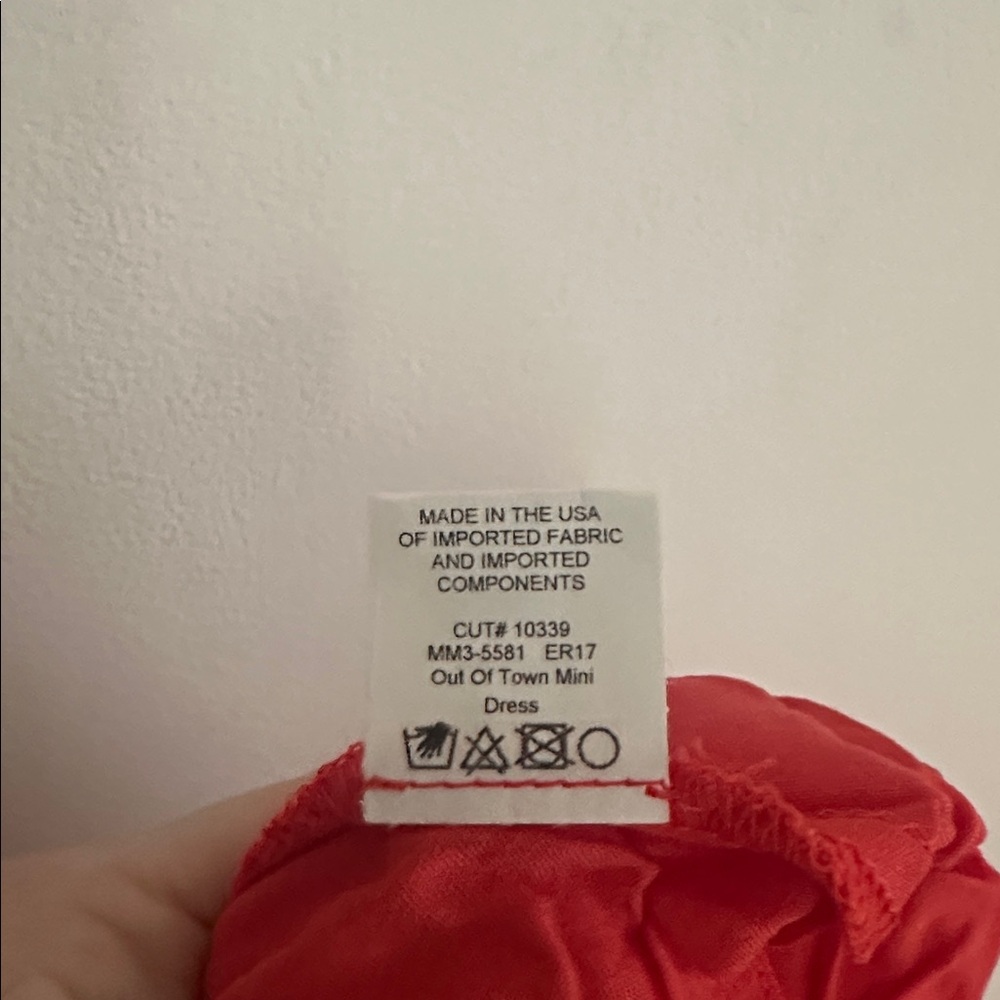 MADE IN THE USA
OF IMPORTED FABRIC
AND IMPORTED
COMPONENTS
CUT# 10339
MM3-5581 ER17
Out Of Town Mini
Dress